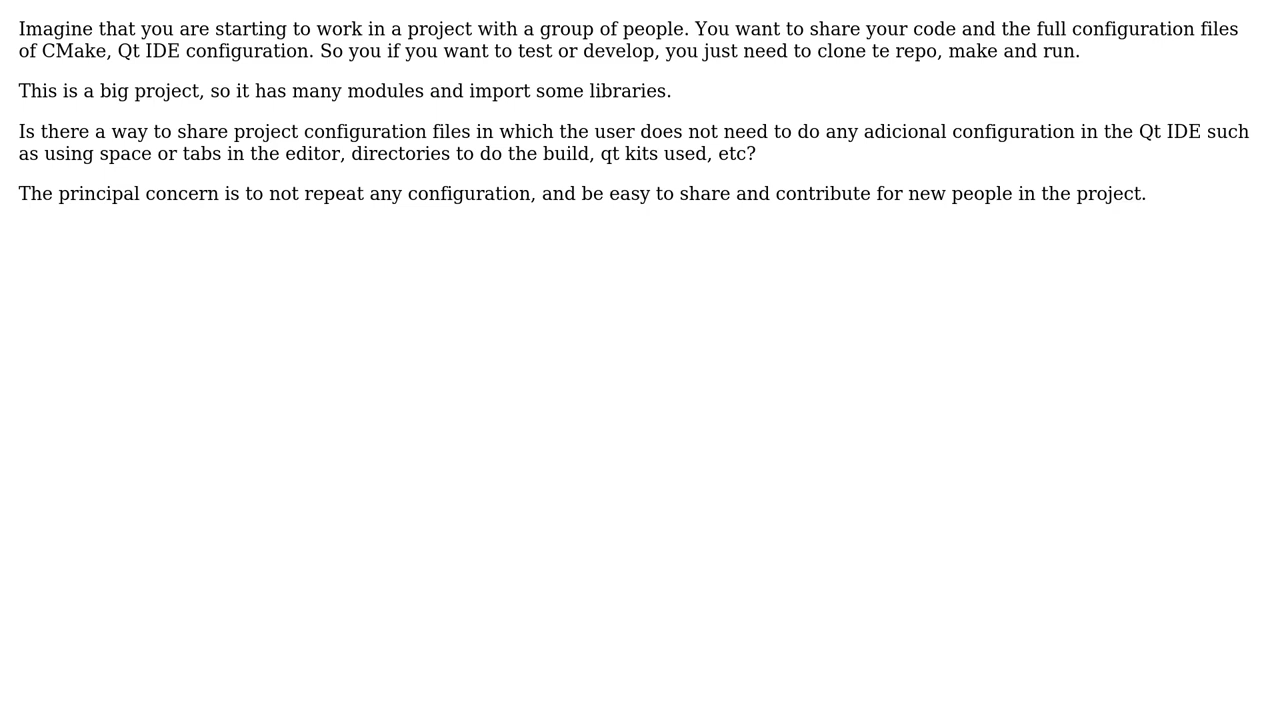 Imagine that you are starting to work in a project with a group of people. You want to share your code and the full configuration files
of CMake, Qt IDE configuration. So you if you want to test or develop, you just need to clone te repo, make and run.
This is a big project, so it has many modules and import some libraries.
Is there a way to share project configuration files in which the user does not need to do any adicional configuration in the Qt IDE such
as using space or tabs in the editor, directories to do the build, qt kits used, etc?
The principal concern is to not repeat any configuration, and be easy to share and contribute for new people in the project.